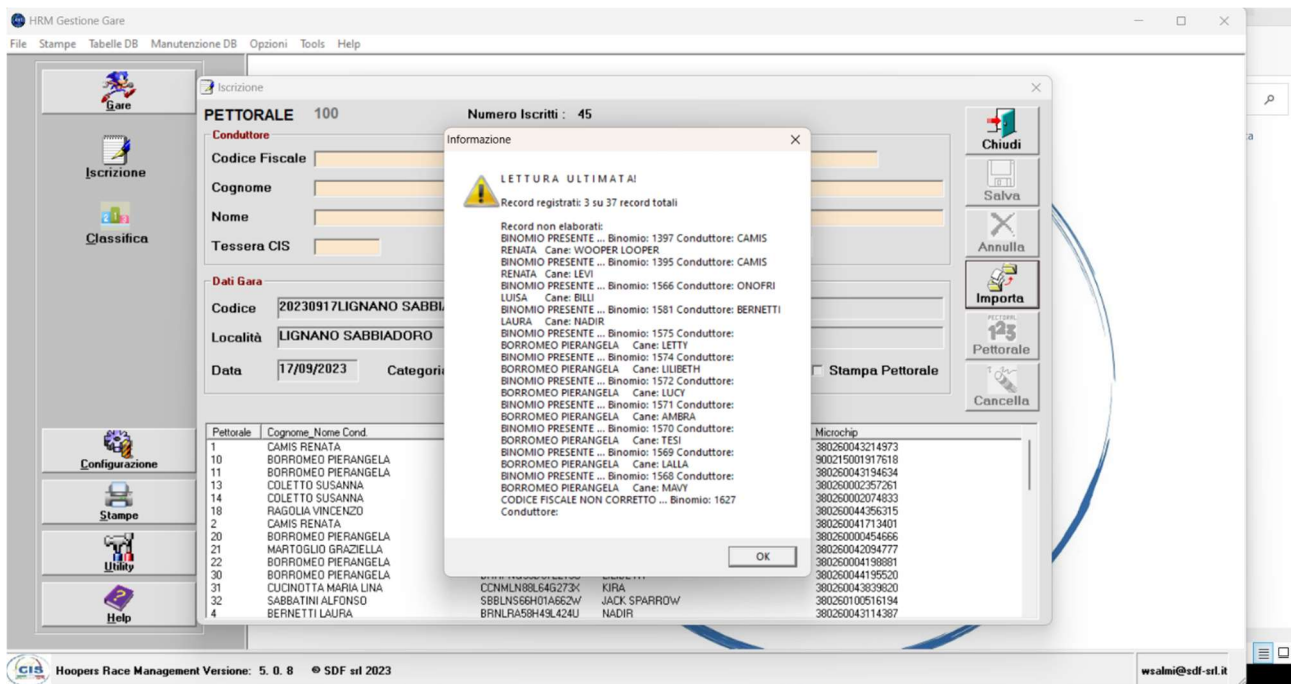 HRM Gestione Gare
File Stampe Tabelle DB Manutenzione DB Opzioni Tools Help
Gare
Iscrizione
Classifica
Configurazione
Stampe
Utility
Help
Iscrizione
PETTORALE 100 Numero Iscritti : 45
Conduttore
Codice Fiscale
Cognome
Nome
Tessera CIS
Dati Gara
Codice 20230917LIGNANO
Località LIGNANO SABBIADORO
Data 17/09/2023 Stampa Pettorale
Chiudi
Salva
Annulla
Importa
Pettorale
Cancella
Informazione
LETTURA ULTIMATA!
Record registrati: 3 su 37 record totali
Record non elaborati:
BINOMIO PRESENTE ... Binomio: 1397 Conduttore: CAMIS
RENATA Cane: WOOPER LOOPER
BINOMIO PRESENTE ... Binomio: 1395 Conduttore: CAMIS
RENATA Cane: LEVI
BINOMIO PRESENTE ... Binomio: 1566 Conduttore: ONOFRI
LUISA Cane: BILLI
BINOMIO PRESENTE ... Binomio: 1581 Conduttore: BERNETTI
LAURA Cane: NADIR
BINOMIO PRESENTE ... Binomio: 1575 Conduttore:
BORROMEO PIERANGELA Cane: LETTY
BINOMIO PRESENTE ... Binomio: 1574 Conduttore:
BORROMEO PIERANGELA Cane: LILIBETH
BINOMIO PRESENTE ... Binomio: 1572 Conduttore:
BORROMEO PIERANGELA Cane: LUCY
BINOMIO PRESENTE ... Binomio: 1571 Conduttore:
BORROMEO PIERANGELA Cane: AMBRA
BINOMIO PRESENTE ... Binomio: 1570 Conduttore:
BORROMEO PIERANGELA Cane: TESI
BINOMIO PRESENTE ... Binomio: 1569 Conduttore:
BORROMEO PIERANGELA Cane: LALLA
BINOMIO PRESENTE ... Binomio: 1568 Conduttore:
BORROMEO PIERANGELA Cane: MAVY
CODICE FISCALE NON CORRETTO ... Binomio: 1627
Conduttore:
OK
Pettorale Cognome_Nome Cond. Microchip
1 CAMIS RENATA 380260043214973
10 BORROMEO PIERANGELA 900215001917618
11 BORROMEO PIERANGELA 380260043194634
13 COLETTO SUSANNA 380260002357261
14 COLETTO SUSANNA 380260002074833
18 RAGOLIA VINCENZO 380260044356315
2 CAMIS RENATA 380260041713401
20 BORROMEO PIERANGELA 380260000454666
21 MARTOGLIO GRAZIELLA 380260042094777
22 BORROMEO PIERANGELA 380260004198881
30 BORROMEO PIERANGELA 380260044195520
31 CUCINOTTA MARIA LINA CCNMLN88L64G273X KIRA 380260043839820
32 SABBATINI ALFONSO SBBLNS66H01A662W JACK SPARROW 380260100516194
4 BERNETTI LAURA BRNLRA58H49L424U NADIR 380260043114387
CIS Hoopers Race Management Versione: 5. 0. 8 © SDF srl 2023 wsalmi@sdf-srl.it